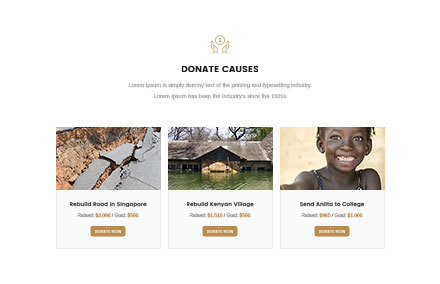 DONATE CAUSES
Lorem Ipsum is simply dummy text of the printing and typesetting industry.
Lorem Ipsum has been the industry's since the 1500s
Rebuild Road in Singapore
Rebuild Kenyan Village
Send Anlita to College
Raised: $3,090 / Goal: $500
Raised: $1,510 / Goal: $500
Raised: $965 / Goal: $1,000
DONATE NOW
DONATE NOW
DONATE NOW